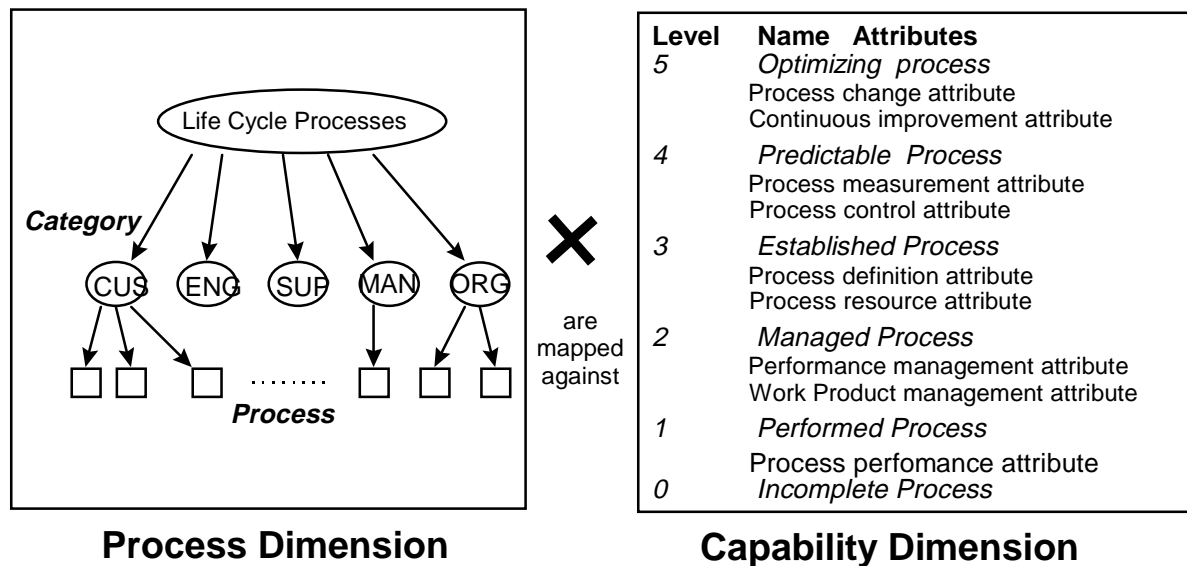 Life Cycle Processes
Category
CUS ENG SUP MAN ORG
........
Process
Process Dimension
are
mapped
against
Level Name Attributes
5 Optimizing process
Process change attribute
Continuous improvement attribute
4 Predictable Process
Process measurement attribute
Process control attribute
3 Established Process
Process definition attribute
Process resource attribute
2 Managed Process
Performance management attribute
Work Product management attribute
1 Performed Process
Process perfomance attribute
0 Incomplete Process
Capability Dimension